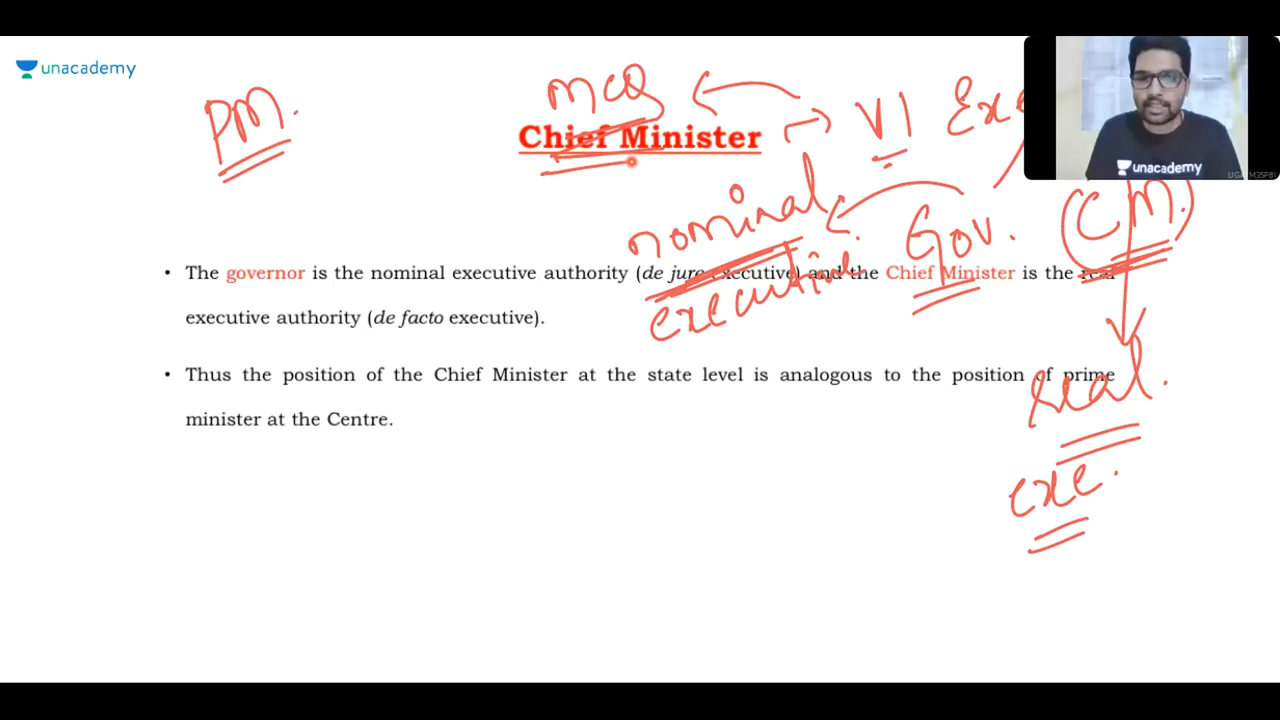 unacademy
PM.
MCQ
VI Exe
Chief Minister
unacademy
nominal
Gov. (CM.)
• The governor is the nominal executive authority (de jure executive) and the Chief Minister is the real
executive.
executive authority (de facto executive).
real.
• Thus the position of the Chief Minister at the state level is analogous to the position of prime
minister at the Centre.
exe.